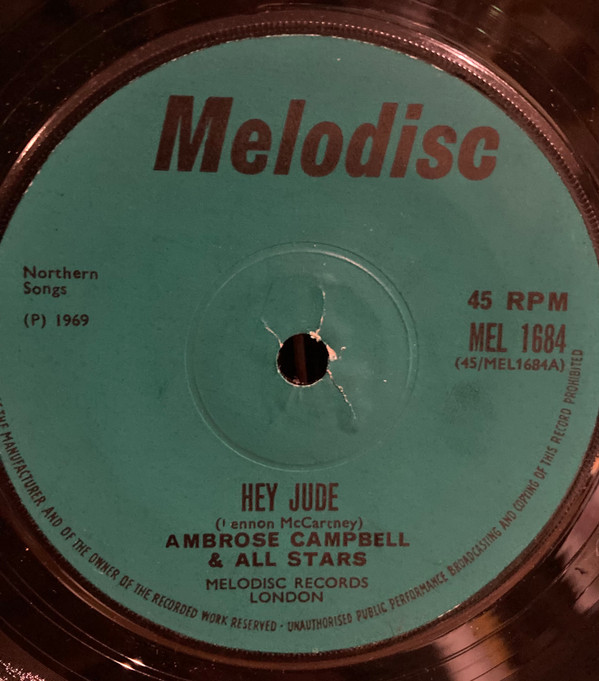 Melodisc
Northern
Songs
(P) 1969
45 RPM
MEL 1684
(45/MEL1684A)
HEY JUDE
(Lennon McCartney)
AMBROSE CAMPBELL
& ALL STARS
MELODISC RECORDS
LONDON
THE MANUFACTURER AND OF THE OWNER OF THE RECORDED WORK RESERVED · UNAUTHORISED PUBLIC PERFORMANCE BROADCASTING AND COPYING OF THIS RECORD PROHIBITED